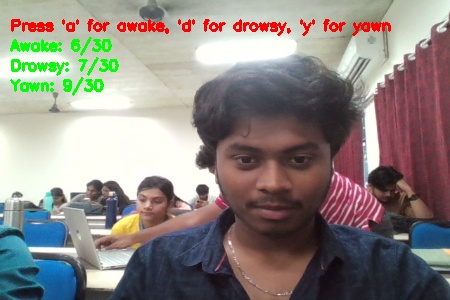 Press 'a' for awake, 'd' for drowsy, 'y' for yawn
Awake: 6/30
Drowsy: 7/30
Yawn: 9/30